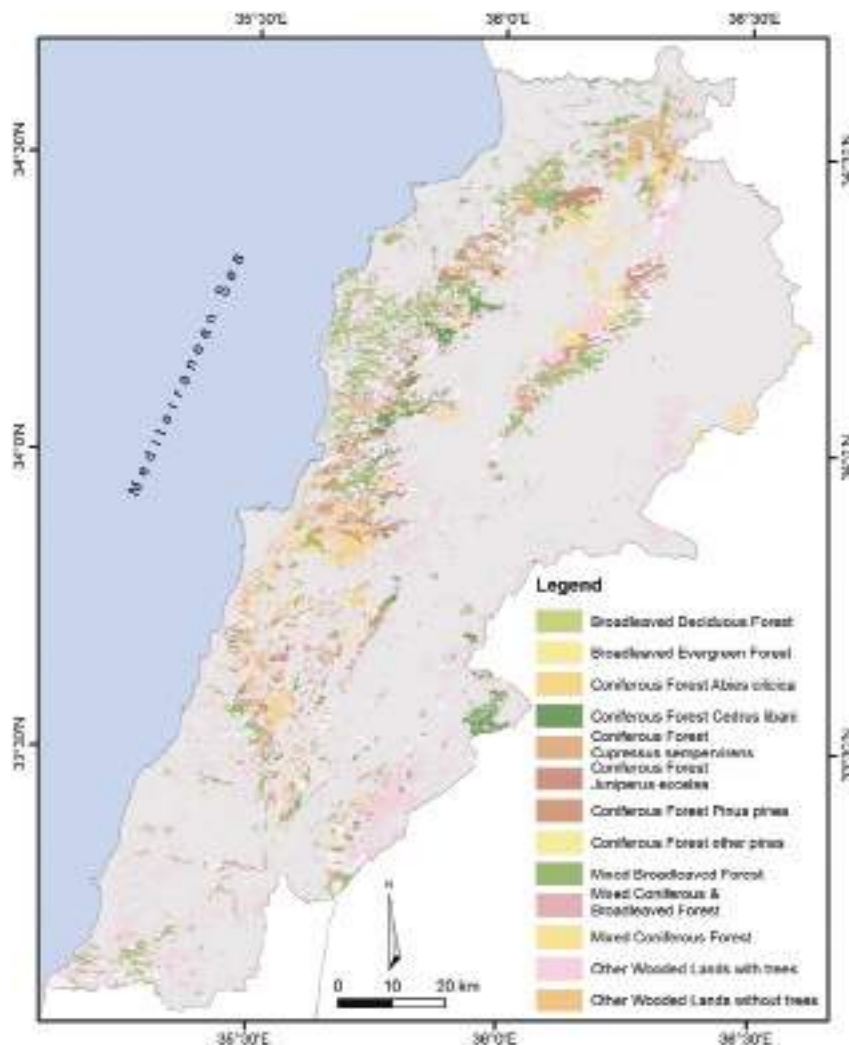 35°30'E 36°0'E 36°30'E
34°30'N
34°0'N
33°30'N
Mediterranean Sea
Legend
Broadleaved Deciduous Forest
Broadleaved Evergreen Forest
Coniferous Forest Abies cilicica
Coniferous Forest Cedrus libani
Coniferous Forest
Cupressus sempervirens
Coniferous Forest
Juniperus excelsa
Coniferous Forest Pinus pinea
Coniferous Forest other pines
Mixed Broadleaved Forest
Mixed Coniferous &
Broadleaved Forest
Mixed Coniferous Forest
Other Wooded Lands with trees
Other Wooded Lands without trees
N
0 10 20 km
35°30'E 36°0'E 36°30'E